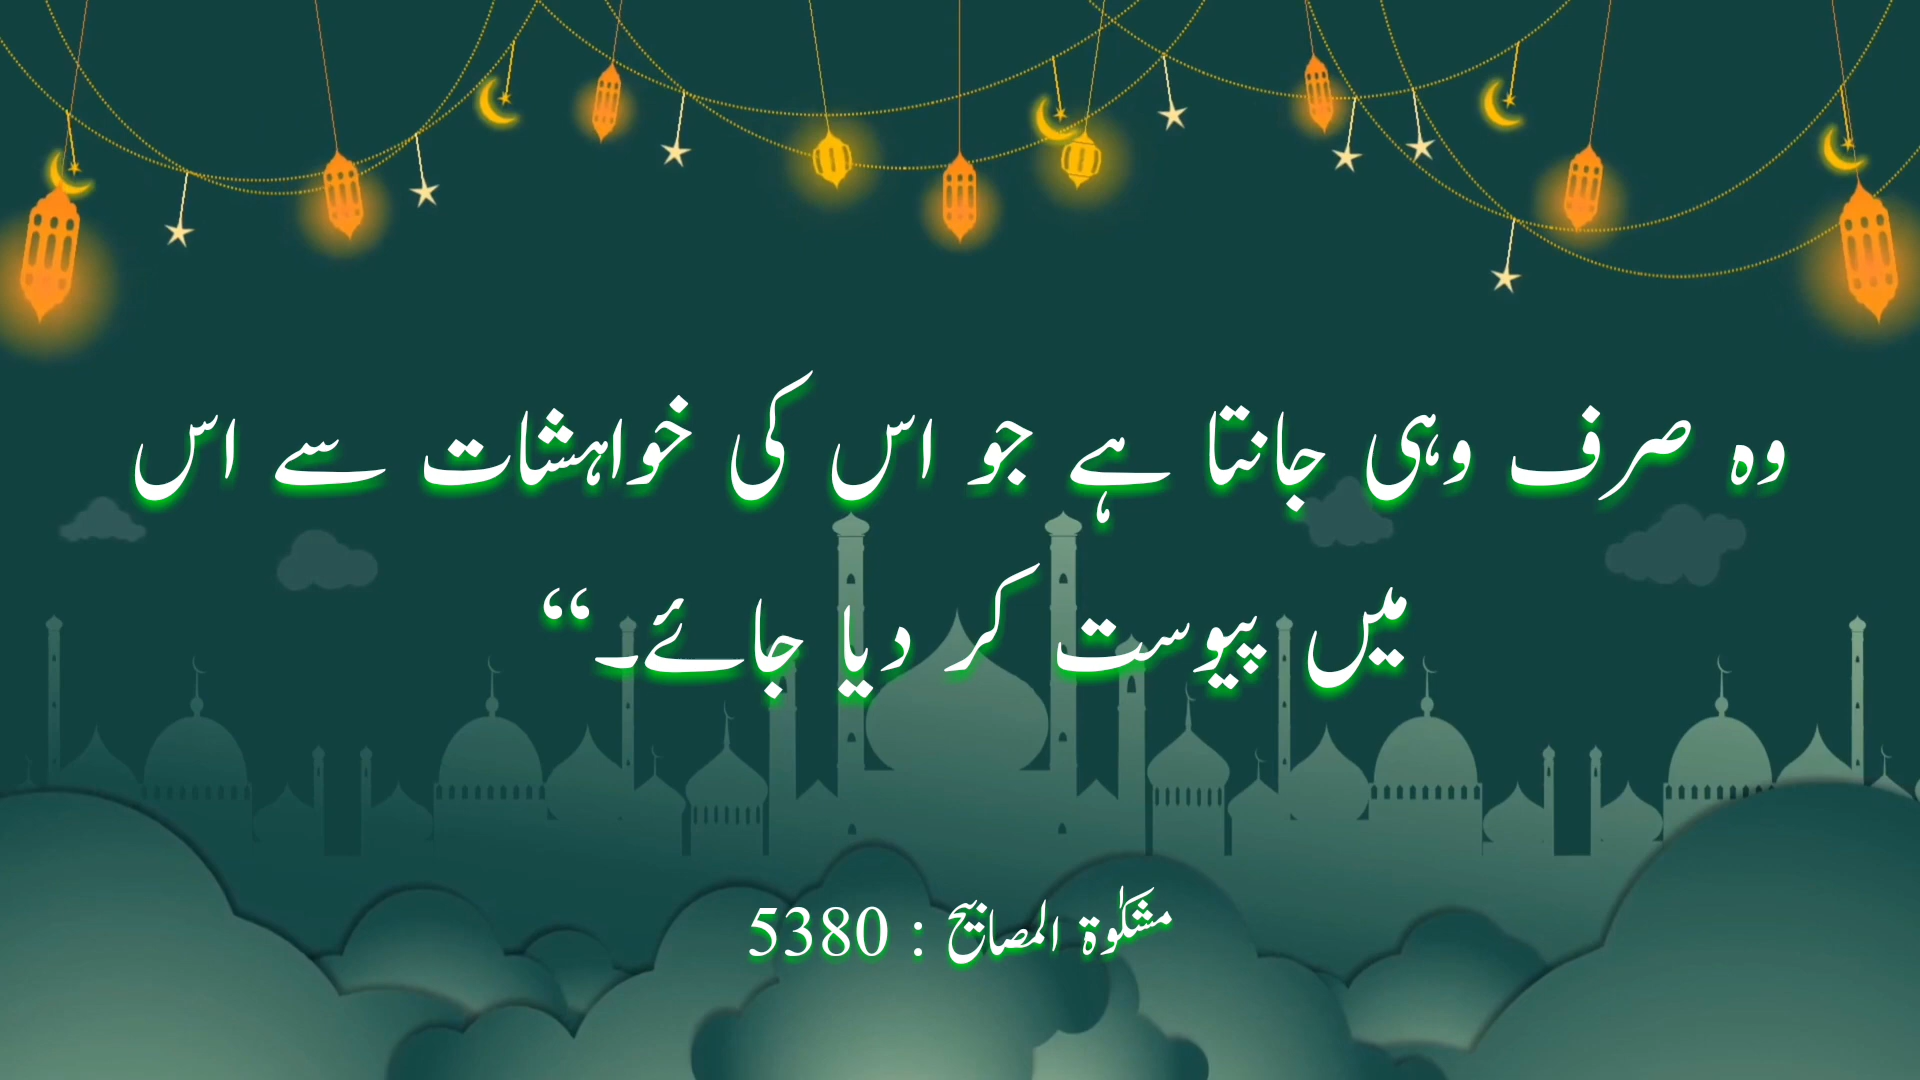 وہ صرف وہی جانتا ہے جو اس کی خواہشات سے اس
میں پیوست کر دیا جائے۔‘‘
مشکوٰۃ المصابیح : 5380